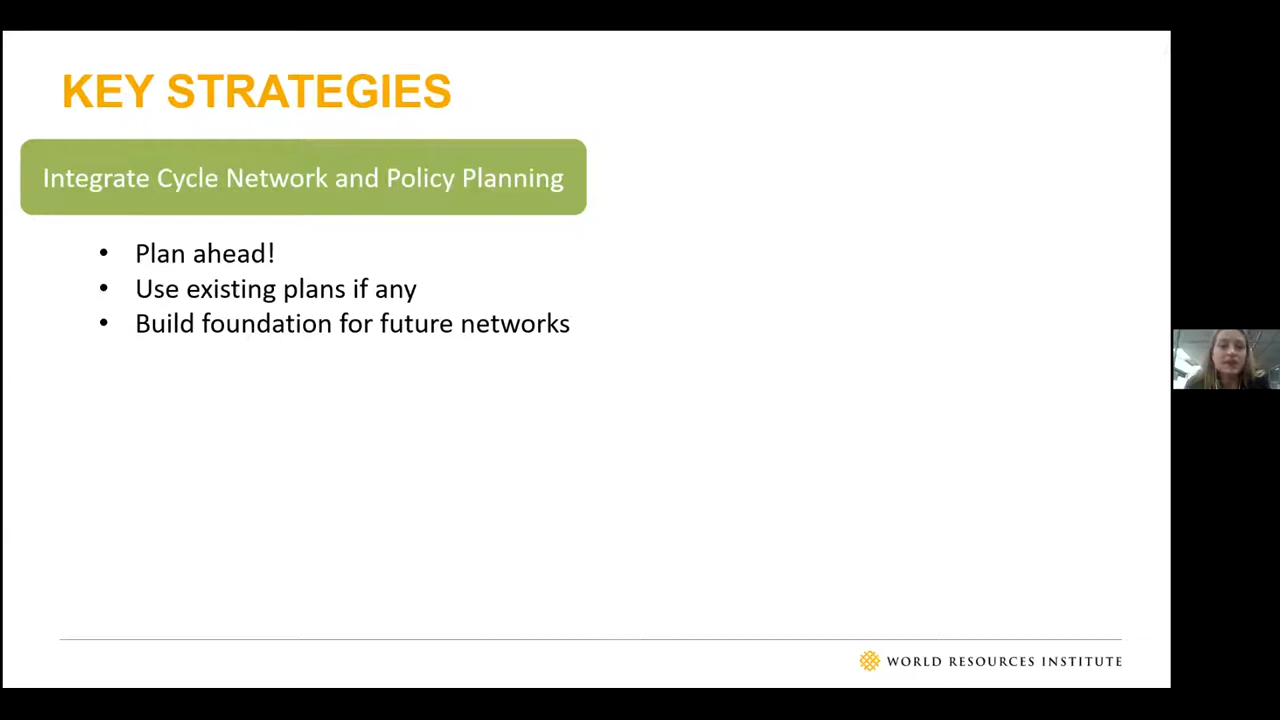 KEY STRATEGIES
Integrate Cycle Network and Policy Planning
• Plan ahead!
• Use existing plans if any
• Build foundation for future networks
WORLD RESOURCES INSTITUTE